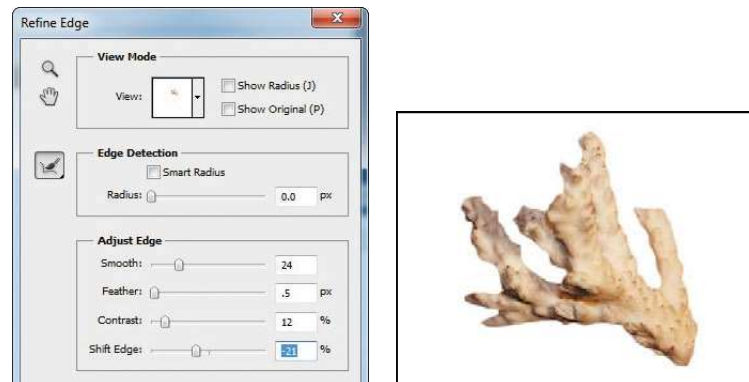 Refine Edge
View Mode
View:
Show Radius (J)
Show Original (P)
Edge Detection
Smart Radius
Radius: 0.0 px
Adjust Edge
Smooth: 24
Feather: .5 px
Contrast: 12 %
Shift Edge: -21 %